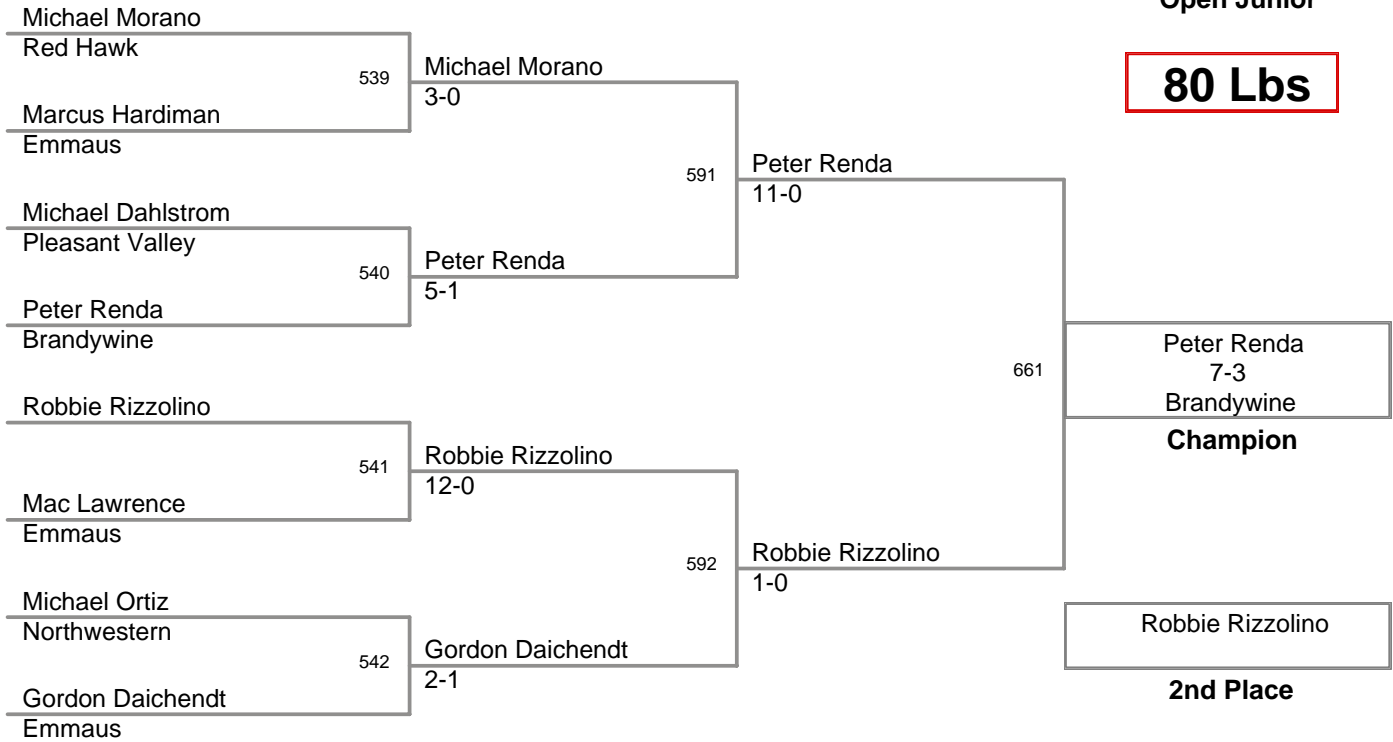 Open Junior
80 Lbs
Michael Morano
Red Hawk
539
Marcus Hardiman
Emmaus
Michael Dahlstrom
Pleasant Valley
540
Peter Renda
Brandywine
Robbie Rizzolino
541
Mac Lawrence
Emmaus
Michael Ortiz
Northwestern
542
Gordon Daichendt
Emmaus
Michael Morano
3-0
591
Peter Renda
5-1
Robbie Rizzolino
12-0
592
Gordon Daichendt
2-1
Peter Renda
11-0
661
Robbie Rizzolino
1-0
Peter Renda
7-3
Brandywine
Champion
Robbie Rizzolino
2nd Place